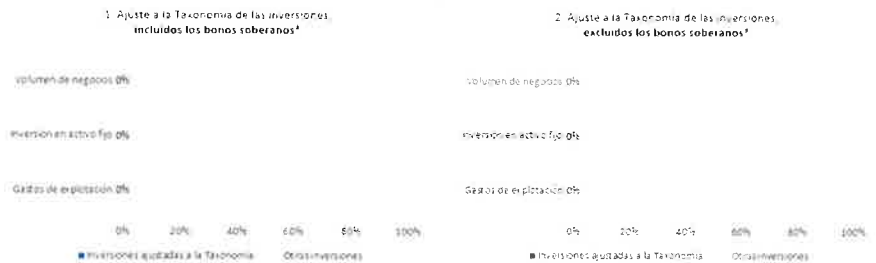 1. Ajuste a la Taxonomía de las inversiones,
incluidos los bonos soberanos*
Volumen de negocios 0%
Inversión en activo fijo 0%
Gastos de explotación 0%
0% 20% 40% 60% 80% 100%
Inversiones ajustadas a la Taxonomía Otras inversiones
2. Ajuste a la Taxonomía de las inversiones,
excluidos los bonos soberanos*
Volumen de negocios 0%
Inversión en activo fijo 0%
Gastos de explotación 0%
0% 20% 40% 60% 80% 100%
Inversiones ajustadas a la Taxonomía Otras inversiones